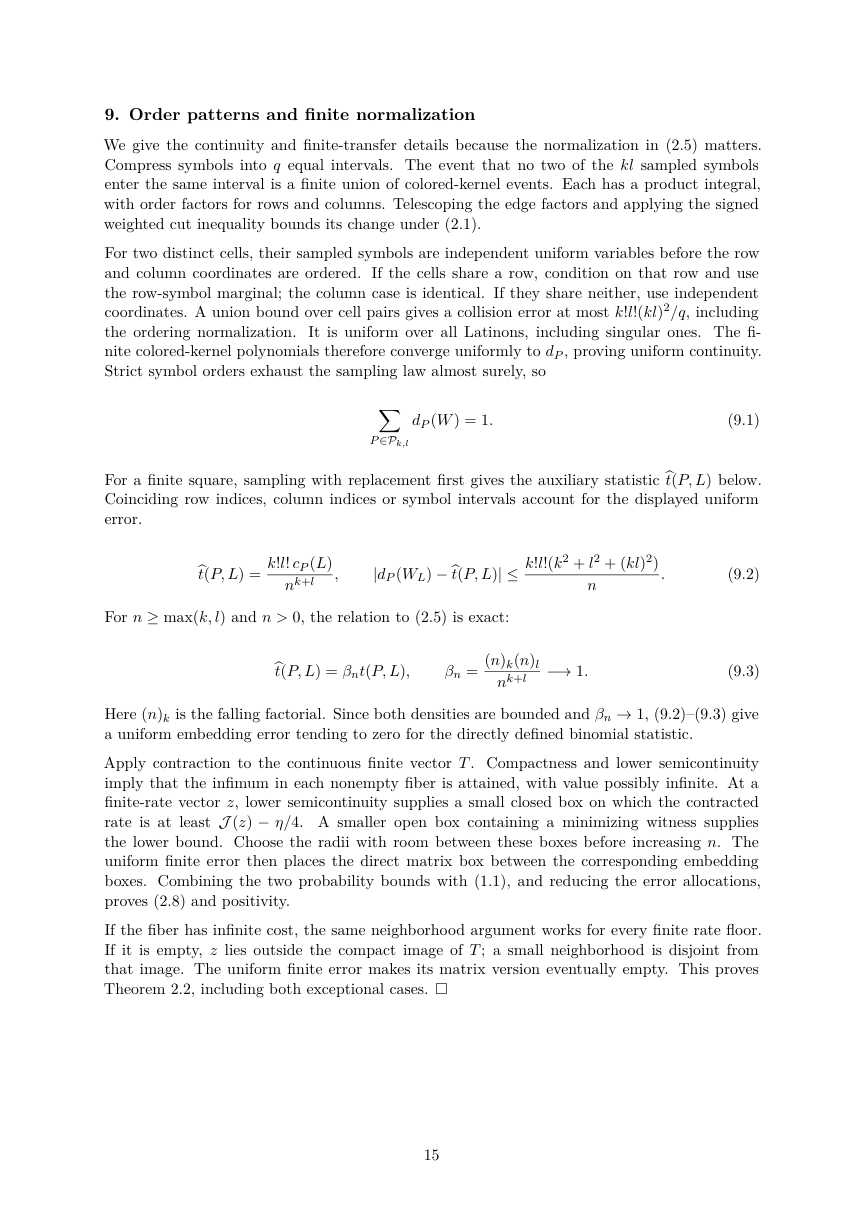 9. Order patterns and finite normalization
We give the continuity and finite-transfer details because the normalization in (2.5) matters.
Compress symbols into q equal intervals. The event that no two of the kl sampled symbols
enter the same interval is a finite union of colored-kernel events. Each has a product integral,
with order factors for rows and columns. Telescoping the edge factors and applying the signed
weighted cut inequality bounds its change under (2.1).
For two distinct cells, their sampled symbols are independent uniform variables before the row
and column coordinates are ordered. If the cells share a row, condition on that row and use
the row-symbol marginal; the column case is identical. If they share neither, use independent
coordinates. A union bound over cell pairs gives a collision error at most k!l!(kl)²/q, including
the ordering normalization. It is uniform over all Latinons, including singular ones. The fi-
nite colored-kernel polynomials therefore converge uniformly to d_P, proving uniform continuity.
Strict symbol orders exhaust the sampling law almost surely, so
∑_{P∈𝒫_{k,l}} d_P(W) = 1. (9.1)
For a finite square, sampling with replacement first gives the auxiliary statistic t̂(P, L) below.
Coinciding row indices, column indices or symbol intervals account for the displayed uniform
error.
t̂(P, L) = k!l! c_P(L) / n^{k+l}, |d_P(W_L) − t̂(P, L)| ≤ k!l!(k² + l² + (kl)²) / n. (9.2)
For n ≥ max(k, l) and n > 0, the relation to (2.5) is exact:
t̂(P, L) = β_n t(P, L), β_n = (n)_k(n)_l / n^{k+l} ⟶ 1. (9.3)
Here (n)_k is the falling factorial. Since both densities are bounded and β_n → 1, (9.2)–(9.3) give
a uniform embedding error tending to zero for the directly defined binomial statistic.
Apply contraction to the continuous finite vector T. Compactness and lower semicontinuity
imply that the infimum in each nonempty fiber is attained, with value possibly infinite. At a
finite-rate vector z, lower semicontinuity supplies a small closed box on which the contracted
rate is at least 𝒥(z) − η/4. A smaller open box containing a minimizing witness supplies
the lower bound. Choose the radii with room between these boxes before increasing n. The
uniform finite error then places the direct matrix box between the corresponding embedding
boxes. Combining the two probability bounds with (1.1), and reducing the error allocations,
proves (2.8) and positivity.
If the fiber has infinite cost, the same neighborhood argument works for every finite rate floor.
If it is empty, z lies outside the compact image of T; a small neighborhood is disjoint from
that image. The uniform finite error makes its matrix version eventually empty. This proves
Theorem 2.2, including both exceptional cases. □
15